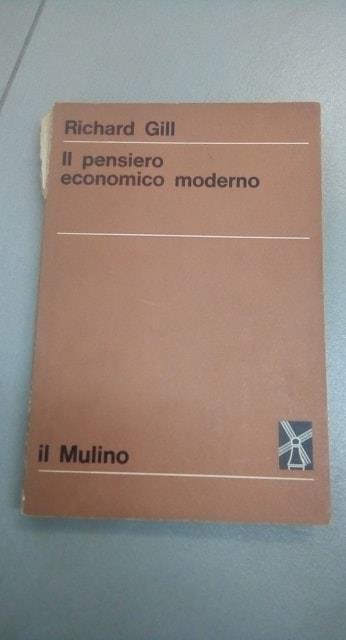 Richard Gill
Il pensiero
economico moderno
il Mulino